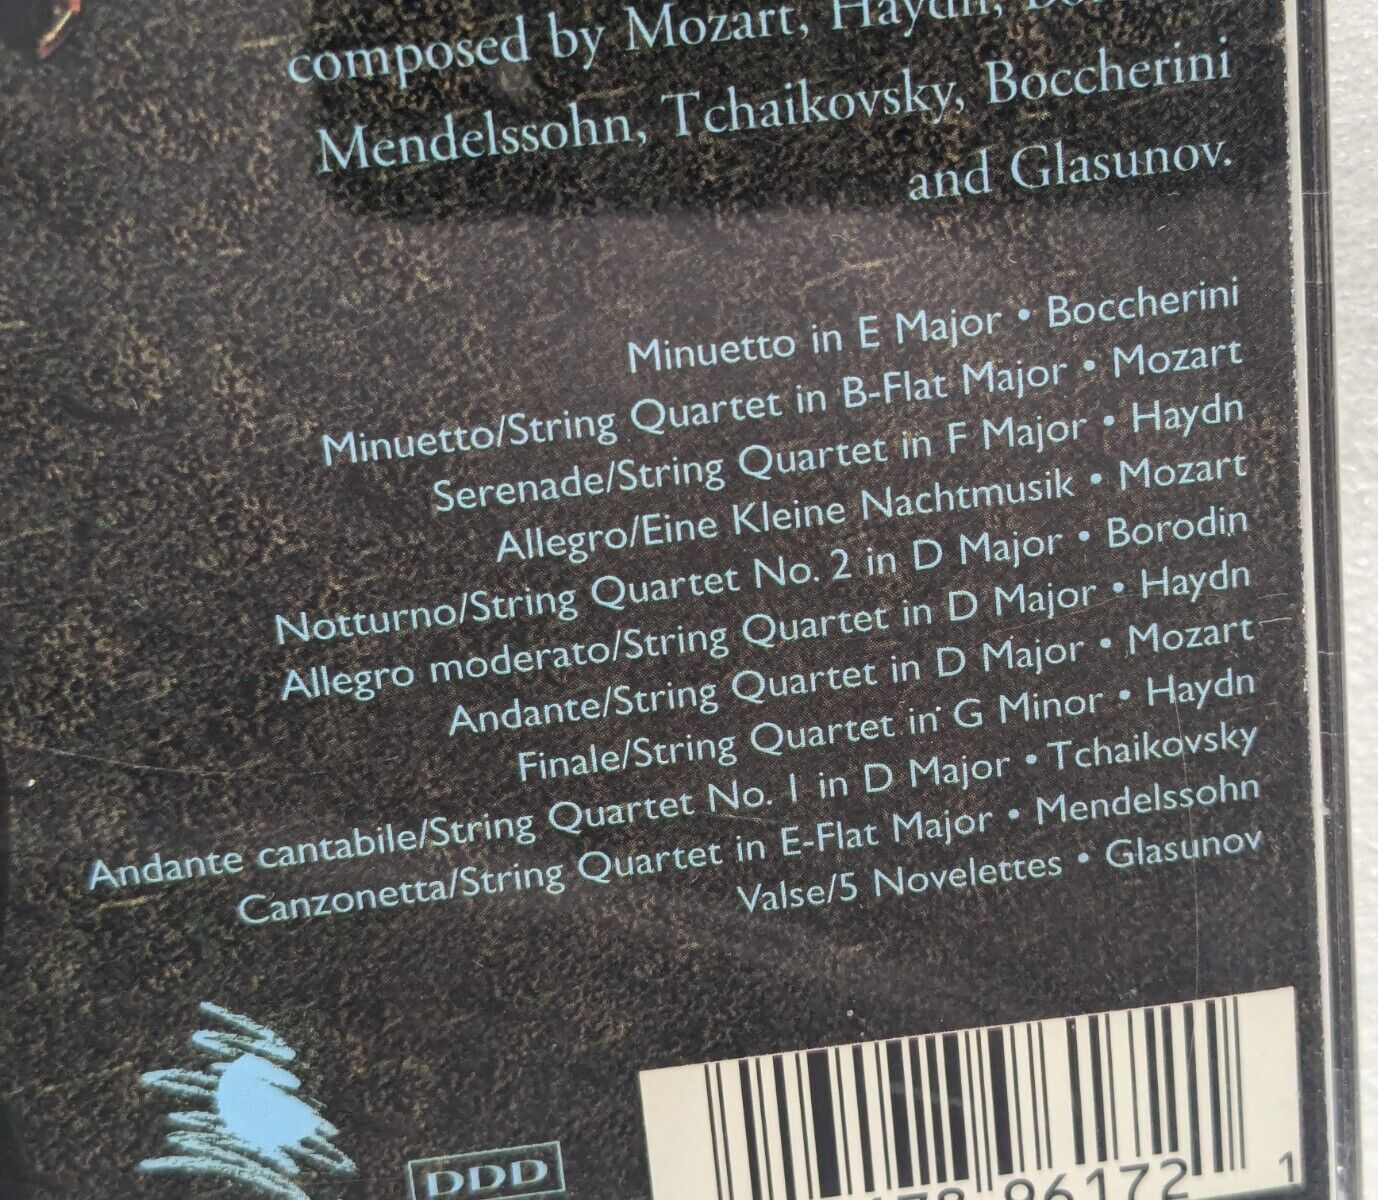 composed by Mozart, Haydn,
Mendelssohn, Tchaikovsky, Boccherini
and Glasunov.
Minuetto in E Major • Boccherini
Minuetto/String Quartet in B-Flat Major • Mozart
Serenade/String Quartet in F Major • Haydn
Allegro/Eine Kleine Nachtmusik • Mozart
Notturno/String Quartet No. 2 in D Major • Borodin
Allegro moderato/String Quartet in D Major • Haydn
Andante/String Quartet in D Major • Mozart
Finale/String Quartet in G Minor • Haydn
Andante cantabile/String Quartet No. 1 in D Major • Tchaikovsky
Canzonetta/String Quartet in E-Flat Major • Mendelssohn
Valse/5 Novelettes • Glasunov
DDD
96172 1